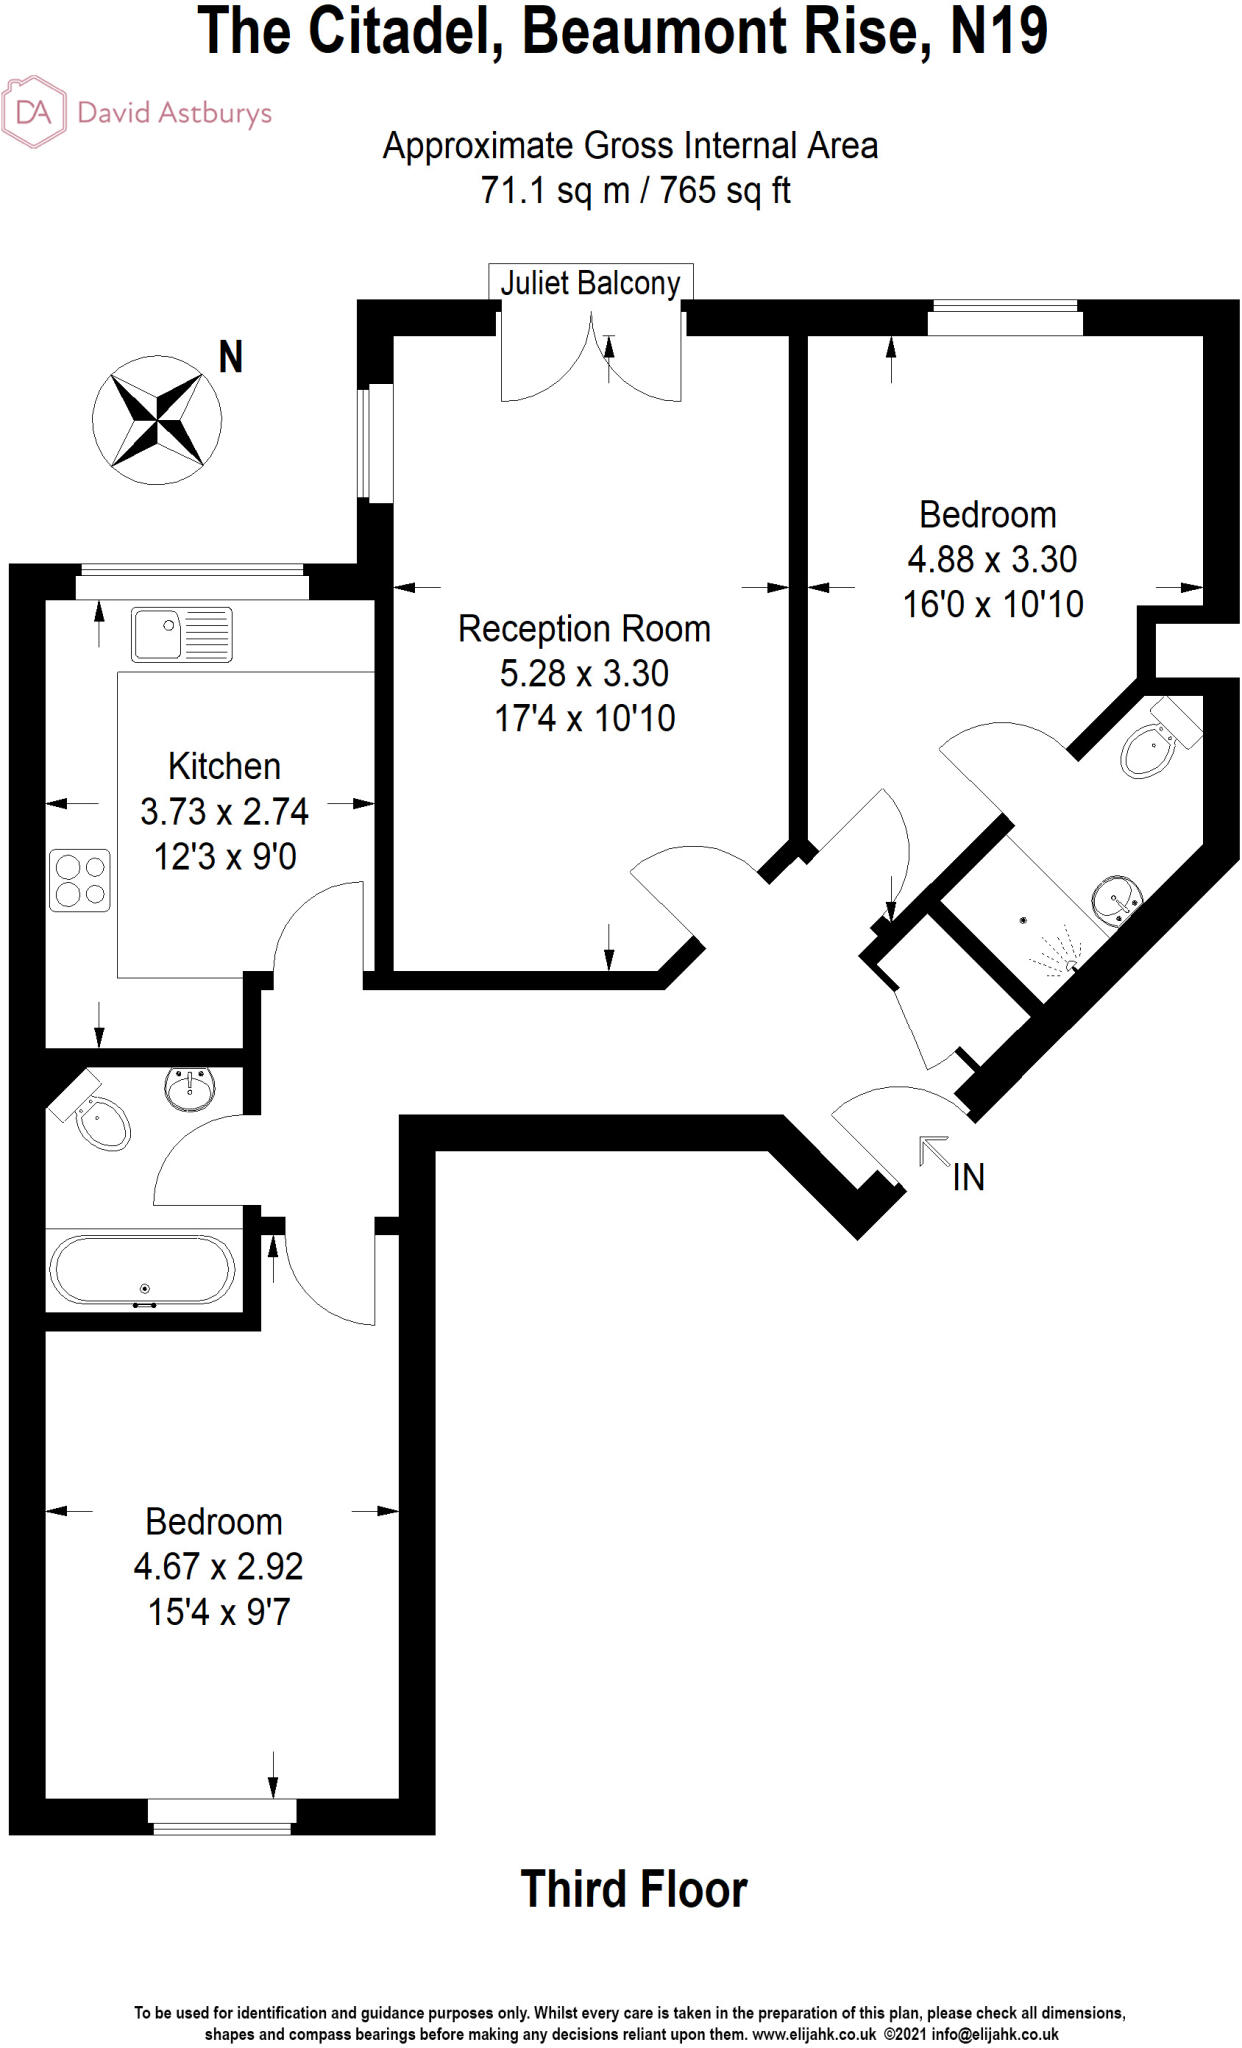 The Citadel, Beaumont Rise, N19
DA David Astburys
Approximate Gross Internal Area
71.1 sq m / 765 sq ft
Juliet Balcony
N
Bedroom
4.88 x 3.30
16'0 x 10'10
Reception Room
5.28 x 3.30
17'4 x 10'10
Kitchen
3.73 x 2.74
12'3 x 9'0
IN
Bedroom
4.67 x 2.92
15'4 x 9'7
Third Floor
To be used for identification and guidance purposes only. Whilst every care is taken in the preparation of this plan, please check all dimensions,
shapes and compass bearings before making any decisions reliant upon them. www.elijahk.co.uk ©2021 info@elijahk.co.uk